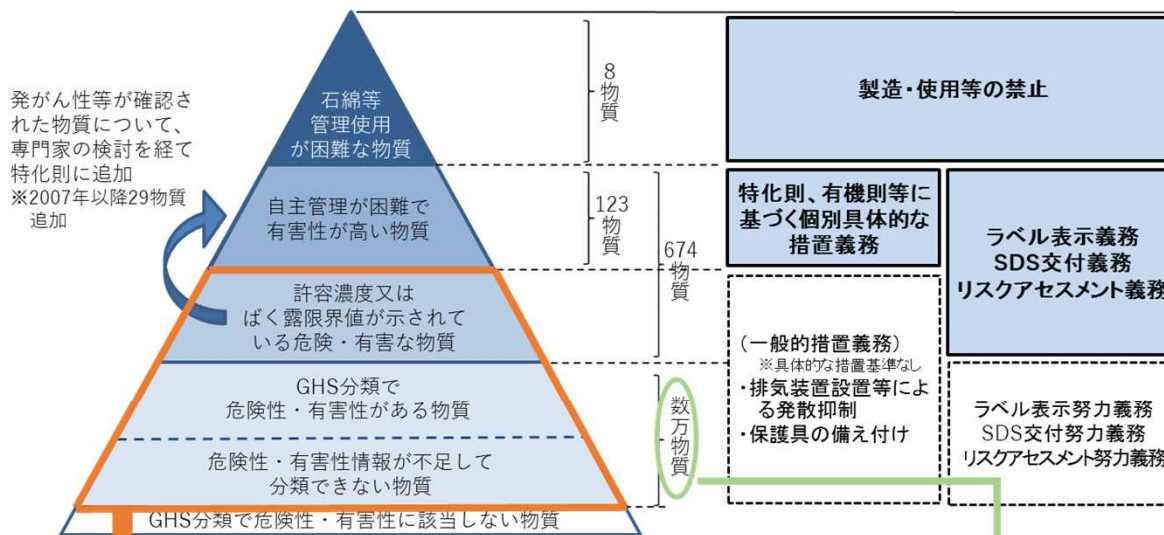 発がん性等が確認さ
れた物質について、
専門家の検討を経て
特化則に追加
※2007年以降29物質
追加
石綿等
管理使用
が困難な物質
自主管理が困難で
有害性が高い物質
許容濃度又は
ばく露限界値が示されて
いる危険・有害な物質
GHS分類で
危険性・有害性がある物質
危険性・有害性情報が不足して
分類できない物質
GHS分類で危険性・有害性に該当しない物質
8物質
123物質
674物質
数万物質
製造・使用等の禁止
特化則、有機則等に
基づく個別具体的な
措置義務
(一般的措置義務)
※具体的な措置基準なし
・排気装置設置等によ
る発散抑制
・保護具の備え付け
ラベル表示義務
SDS交付義務
リスクアセスメント義務
ラベル表示努力義務
SDS交付努力義務
リスクアセスメント努力義務